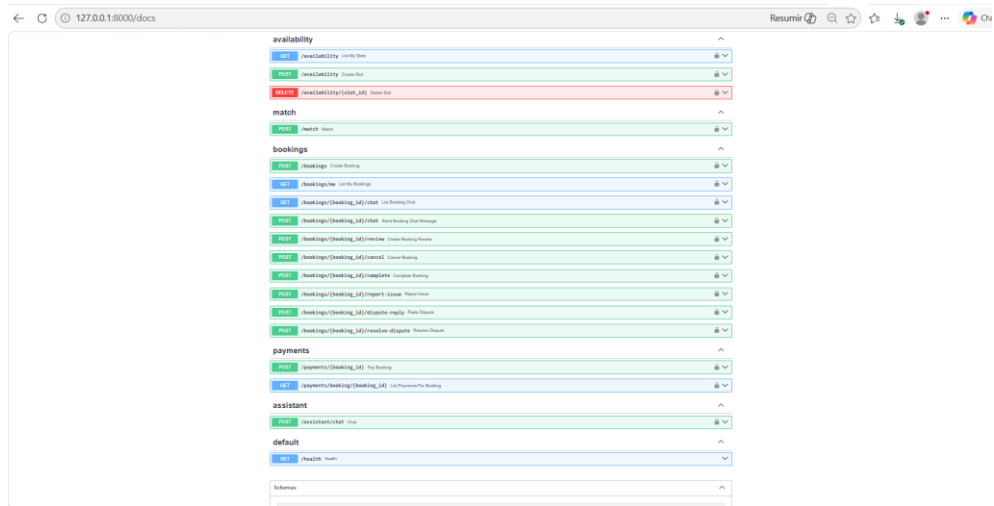 127.0.0.1:8000/docs
Resumir
availability
GET /availability List My Slots
POST /availability Create Slot
DELETE /availability/{slot_id} Delete Slot
match
POST /match Match
bookings
POST /bookings Create Booking
GET /bookings/me List My Bookings
GET /bookings/{booking_id}/chat List Booking Chat
POST /bookings/{booking_id}/chat Send Booking Chat Message
POST /bookings/{booking_id}/review Create Booking Review
POST /bookings/{booking_id}/cancel Cancel Booking
POST /bookings/{booking_id}/complete Complete Booking
POST /bookings/{booking_id}/report-issue Report Issue
POST /bookings/{booking_id}/dispute-reply Reply Dispute
POST /bookings/{booking_id}/resolve-dispute Resolve Dispute
payments
POST /payments/{booking_id} Pay Booking
GET /payments/booking/{booking_id} List Payments For Booking
assistant
POST /assistant/chat Chat
default
GET /health Health
Schemas